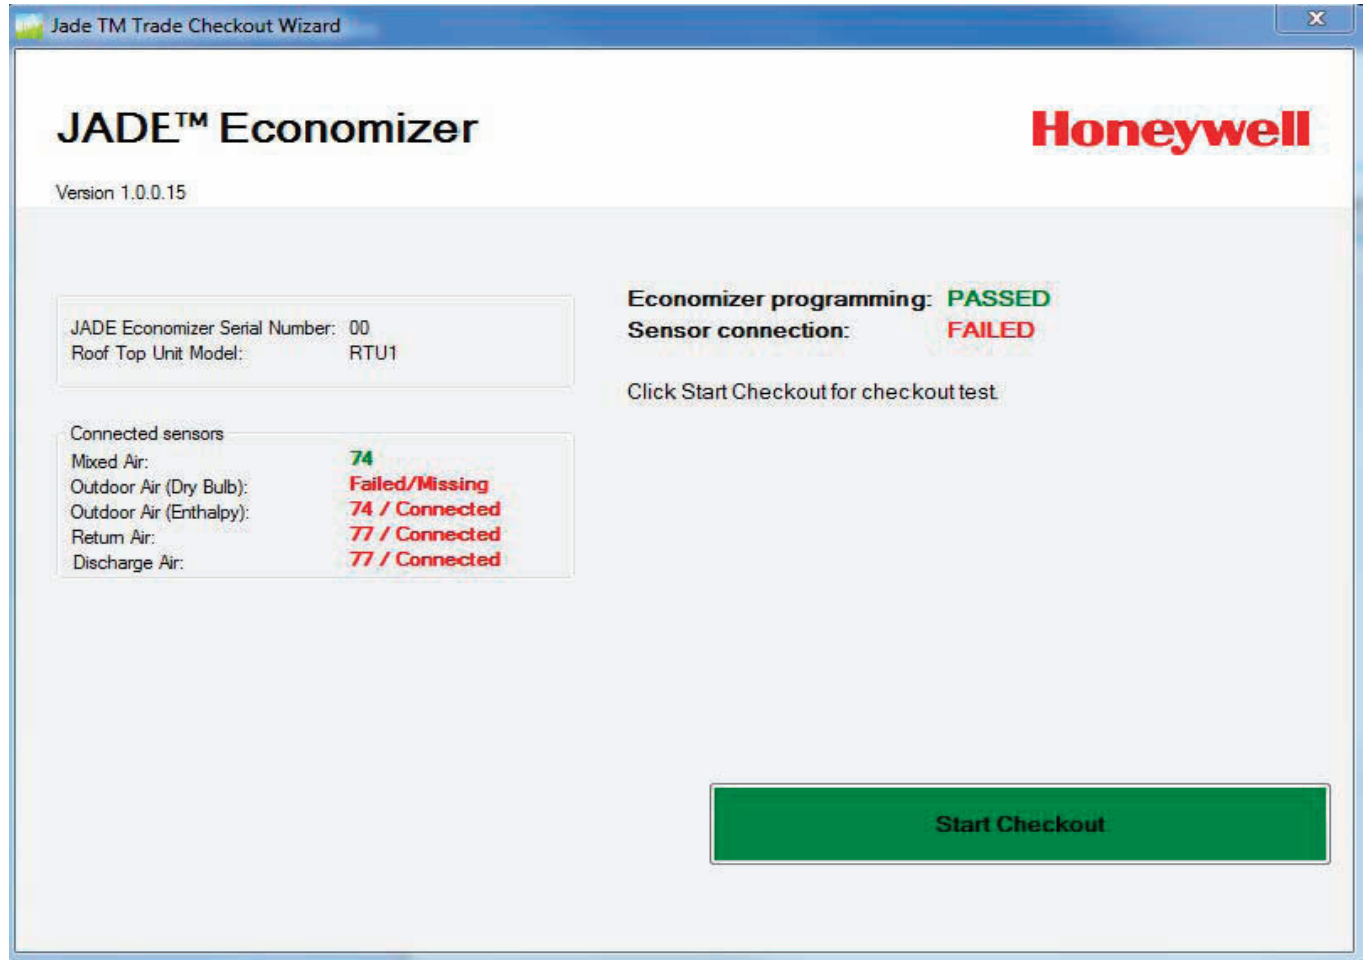 Jade TM Trade Checkout Wizard
JADE™ Economizer
Honeywell
Version 1.0.0.15
JADE Economizer Serial Number: 00
Roof Top Unit Model: RTU1
Connected sensors
Mixed Air: 74
Outdoor Air (Dry Bulb): Failed/Missing
Outdoor Air (Enthalpy): 74 / Connected
Return Air: 77 / Connected
Discharge Air: 77 / Connected
Economizer programming: PASSED
Sensor connection: FAILED
Click Start Checkout for checkout test.
Start Checkout